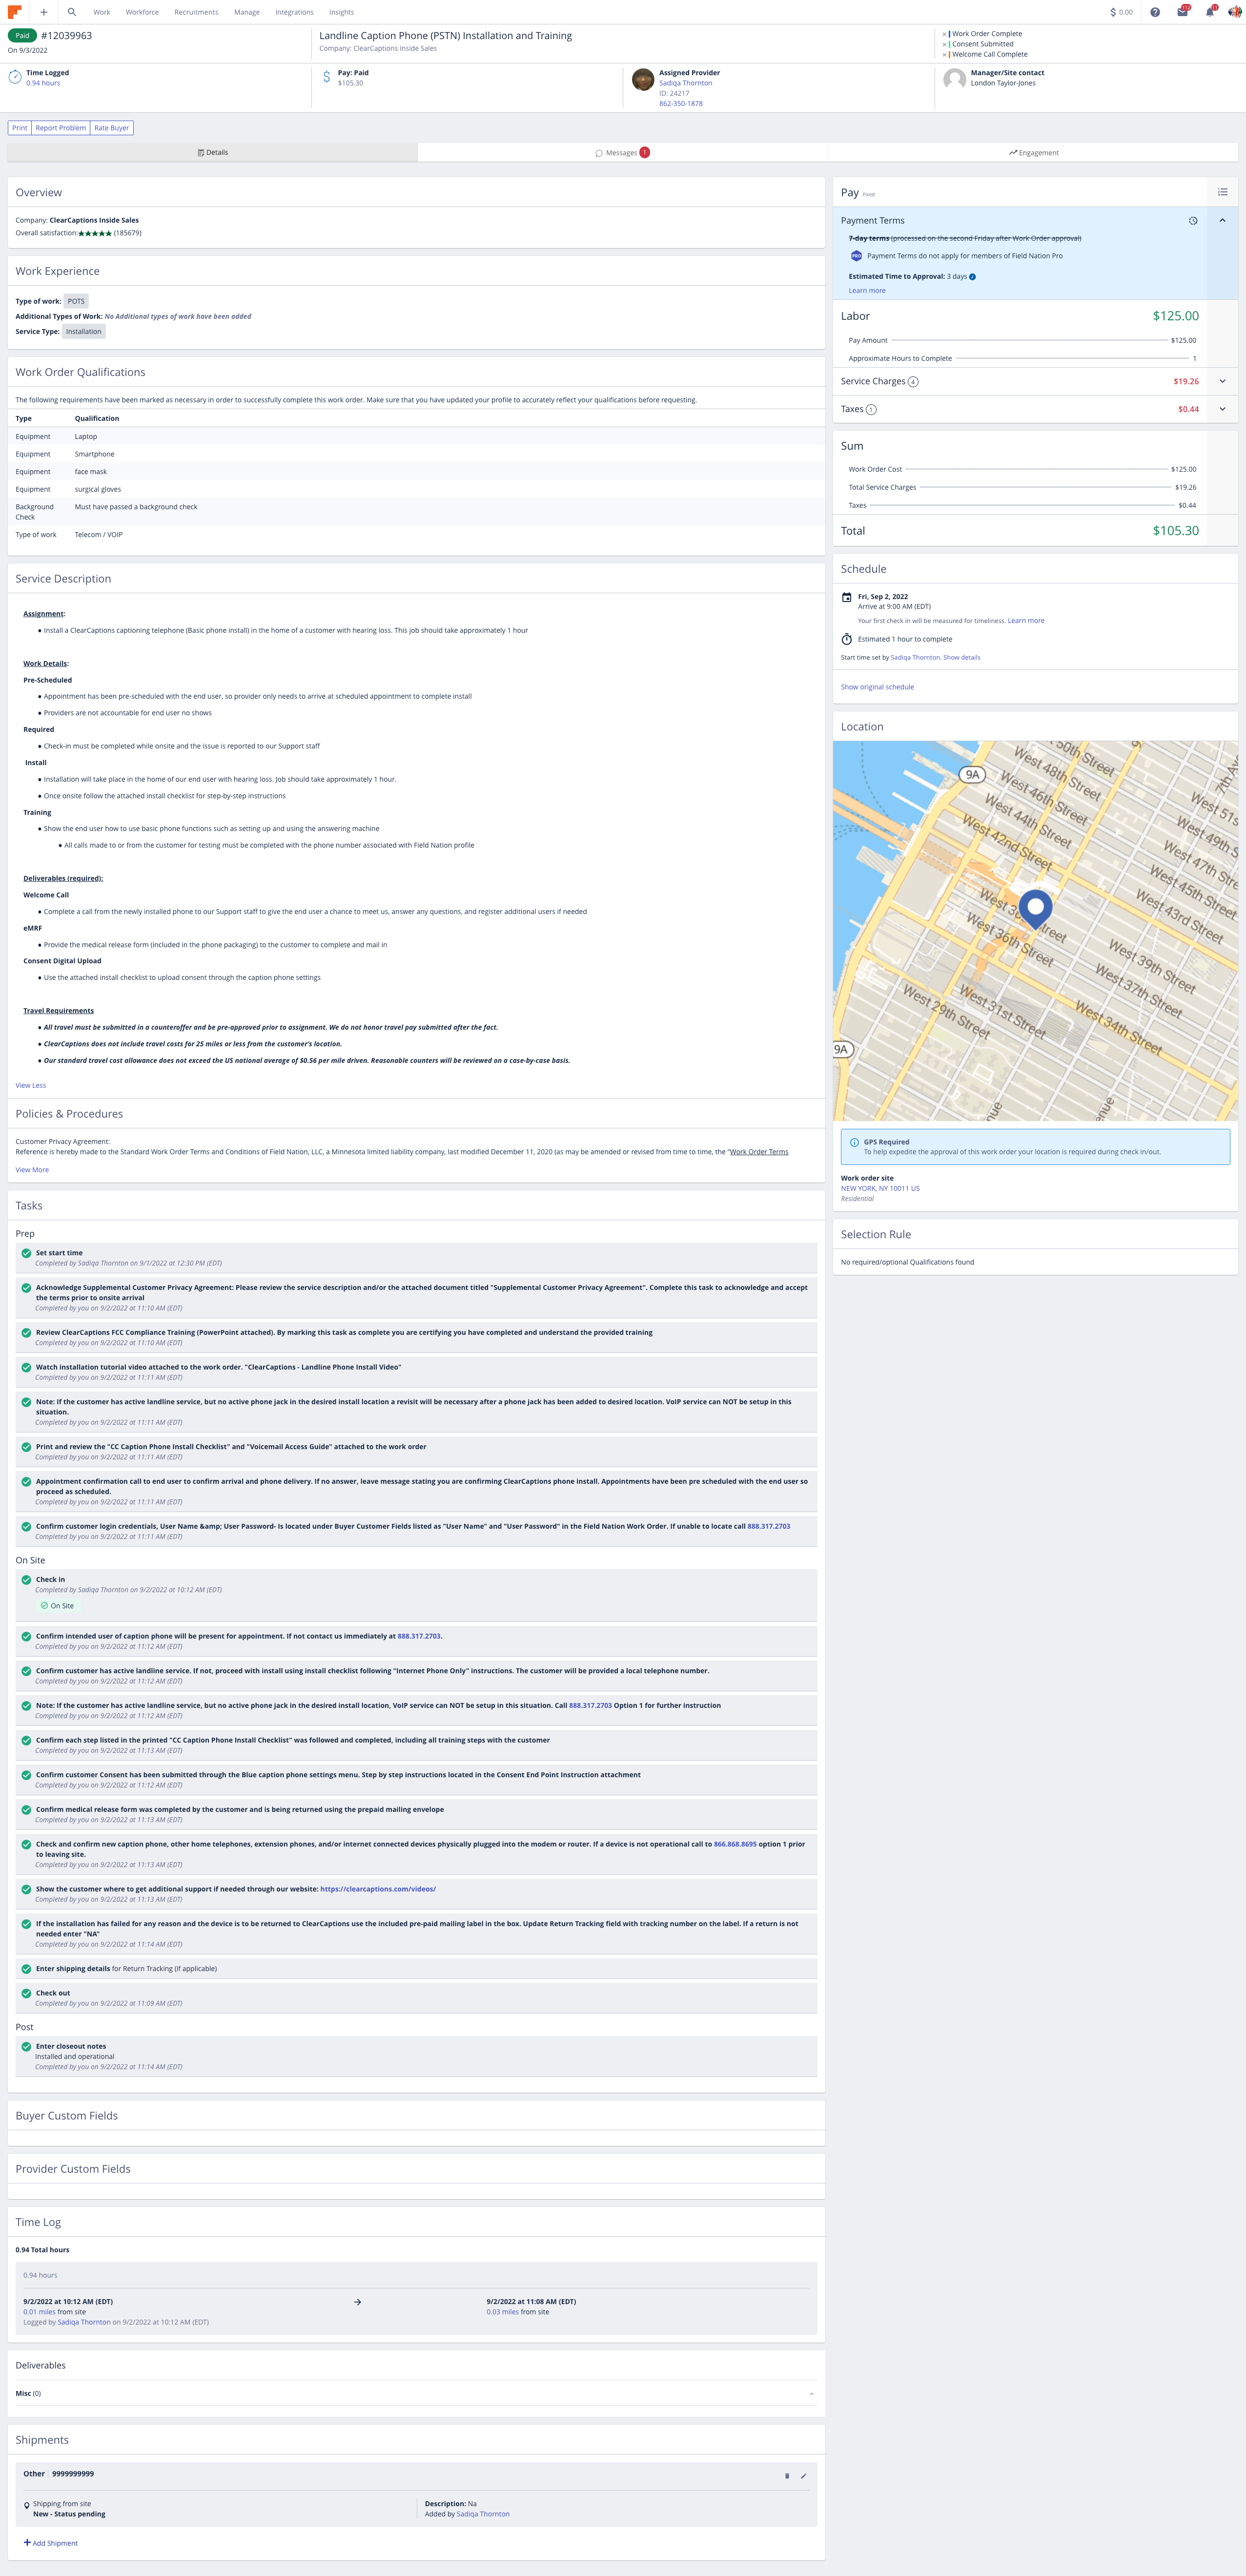 Work
Workforce
Recruitments
Manage
Integrations
Insights
$ 0.00
Paid #12039963
On 9/3/2022
Landline Caption Phone (PSTN) Installation and Training
Company: ClearCaptions Inside Sales
Work Order Complete
Consent Submitted
Welcome Call Complete
Time Logged
0.94 hours
Pay: Paid
$105.30
Assigned Provider
Sadiqa Thornton
ID: 24217
862-350-1878
Manager/Site contact
London Taylor-Jones
Print
Report Problem
Rate Buyer
Details
Messages 1
Engagement
Overview
Company: ClearCaptions Inside Sales
Overall satisfaction:★★★★★ (185679)
Work Experience
Type of work: POTS
Additional Types of Work: No Additional types of work have been added
Service Type: Installation
Work Order Qualifications
The following requirements have been marked as necessary in order to successfully complete this work order. Make sure that you have updated your profile to accurately reflect your qualifications before requesting.
Type Qualification
Equipment Laptop
Equipment Smartphone
Equipment face mask
Equipment surgical gloves
Background Must have passed a background check
Check
Type of work Telecom / VOIP
Service Description
Assignment:
● Install a ClearCaptions captioning telephone (Basic phone install) in the home of a customer with hearing loss. This job should take approximately 1 hour
Work Details:
Pre-Scheduled
● Appointment has been pre-scheduled with the end user, so provider only needs to arrive at scheduled appointment to complete install
● Providers are not accountable for end user no shows
Required
● Check-in must be completed while onsite and the issue is reported to our Support staff
Install
● Installation will take place in the home of our end user with hearing loss. Job should take approximately 1 hour.
● Once onsite follow the attached install checklist for step-by-step instructions
Training
● Show the end user how to use basic phone functions such as setting up and using the answering machine
● All calls made to or from the customer for testing must be completed with the phone number associated with Field Nation profile
Deliverables (required):
Welcome Call
● Complete a call from the newly installed phone to our Support staff to give the end user a chance to meet us, answer any questions, and register additional users if needed
eMRF
● Provide the medical release form (included in the phone packaging) to the customer to complete and mail in
Consent Digital Upload
● Use the attached install checklist to upload consent through the caption phone settings
Travel Requirements
● All travel must be submitted in a counteroffer and be pre-approved prior to assignment. We do not honor travel pay submitted after the fact.
● ClearCaptions does not include travel costs for 25 miles or less from the customer's location.
● Our standard travel cost allowance does not exceed the US national average of $0.56 per mile driven. Reasonable counters will be reviewed on a case-by-case basis.
View Less
Policies & Procedures
Customer Privacy Agreement:
Reference is hereby made to the Standard Work Order Terms and Conditions of Field Nation, LLC, a Minnesota limited liability company, last modified December 11, 2020 (as may be amended or revised from time to time, the "Work Order Terms
View More
Tasks
Prep
Set start time
Completed by Sadiqa Thornton on 9/1/2022 at 12:30 PM (EDT)
Acknowledge Supplemental Customer Privacy Agreement: Please review the service description and/or the attached document titled "Supplemental Customer Privacy Agreement". Complete this task to acknowledge and accept
the terms prior to onsite arrival
Completed by you on 9/2/2022 at 11:10 AM (EDT)
Review ClearCaptions FCC Compliance Training (PowerPoint attached). By marking this task as complete you are certifying you have completed and understand the provided training
Completed by you on 9/2/2022 at 11:10 AM (EDT)
Watch installation tutorial video attached to the work order. "ClearCaptions - Landline Phone Install Video"
Completed by you on 9/2/2022 at 11:11 AM (EDT)
Note: If the customer has active landline service, but no active phone jack in the desired install location a revisit will be necessary after a phone jack has been added to desired location. VoIP service can NOT be setup in this
situation.
Completed by you on 9/2/2022 at 11:11 AM (EDT)
Print and review the "CC Caption Phone Install Checklist" and "Voicemail Access Guide" attached to the work order
Completed by you on 9/2/2022 at 11:11 AM (EDT)
Appointment confirmation call to end user to confirm arrival and phone delivery. If no answer, leave message stating you are confirming ClearCaptions phone install. Appointments have been pre scheduled with the end user so
proceed as scheduled.
Completed by you on 9/2/2022 at 11:11 AM (EDT)
Confirm customer login credentials, User Name &amp; User Password- Is located under Buyer Customer Fields listed as "User Name" and "User Password" in the Field Nation Work Order. If unable to locate call 888.317.2703
Completed by you on 9/2/2022 at 11:11 AM (EDT)
On Site
Check in
Completed by Sadiqa Thornton on 9/2/2022 at 10:12 AM (EDT)
On Site
Confirm intended user of caption phone will be present for appointment. If not contact us immediately at 888.317.2703.
Completed by you on 9/2/2022 at 11:12 AM (EDT)
Confirm customer has active landline service. If not, proceed with install using install checklist following "Internet Phone Only" instructions. The customer will be provided a local telephone number.
Completed by you on 9/2/2022 at 11:12 AM (EDT)
Note: If the customer has active landline service, but no active phone jack in the desired install location, VoIP service can NOT be setup in this situation. Call 888.317.2703 Option 1 for further instruction
Completed by you on 9/2/2022 at 11:12 AM (EDT)
Confirm each step listed in the printed "CC Caption Phone Install Checklist" was followed and completed, including all training steps with the customer
Completed by you on 9/2/2022 at 11:13 AM (EDT)
Confirm customer Consent has been submitted through the Blue caption phone settings menu. Step by step instructions located in the Consent End Point Instruction attachment
Completed by you on 9/2/2022 at 11:12 AM (EDT)
Confirm medical release form was completed by the customer and is being returned using the prepaid mailing envelope
Completed by you on 9/2/2022 at 11:13 AM (EDT)
Check and confirm new caption phone, other home telephones, extension phones, and/or internet connected devices physically plugged into the modem or router. If a device is not operational call to 866.868.8695 option 1 prior
to leaving site.
Completed by you on 9/2/2022 at 11:13 AM (EDT)
Show the customer where to get additional support if needed through our website: https://clearcaptions.com/videos/
Completed by you on 9/2/2022 at 11:13 AM (EDT)
If the installation has failed for any reason and the device is to be returned to ClearCaptions use the included pre-paid mailing label in the box. Update Return Tracking field with tracking number on the label. If a return is not
needed enter "NA"
Completed by you on 9/2/2022 at 11:14 AM (EDT)
Enter shipping details for Return Tracking (if applicable)
Check out
Completed by you on 9/2/2022 at 11:09 AM (EDT)
Post
Enter closeout notes
Installed and operational
Completed by you on 9/2/2022 at 11:14 AM (EDT)
Buyer Custom Fields
Provider Custom Fields
Time Log
0.94 Total hours
0.94 hours
9/2/2022 at 10:12 AM (EDT) → 9/2/2022 at 11:08 AM (EDT)
0.01 miles from site 0.03 miles from site
Logged by Sadiqa Thornton on 9/2/2022 at 10:12 AM (EDT)
Deliverables
Misc (0)
Shipments
Other 9999999999
Shipping from site
New - Status pending
Description: Na
Added by Sadiqa Thornton
+ Add Shipment
Pay Fixed
Payment Terms
7-day terms (processed on the second Friday after Work Order approval)
PRO Payment Terms do not apply for members of Field Nation Pro
Estimated Time to Approval: 3 days
Learn more
Labor $125.00
Pay Amount $125.00
Approximate Hours to Complete 1
Service Charges 4 $19.26
Taxes 1 $0.44
Sum
Work Order Cost $125.00
Total Service Charges $19.26
Taxes $0.44
Total $105.30
Schedule
Fri, Sep 2, 2022
Arrive at 9:00 AM (EDT)
Your first check in will be measured for timeliness. Learn more
Estimated 1 hour to complete
Start time set by Sadiqa Thornton. Show details
Show original schedule
Location
West 50th Street
9A
West 48th Street
West 46th Street
West 44th Street
West 42nd Street
West 49th
West 47th Street
West 45th Street
West 43rd Street
West 36th Street
West 39th Street
West 37th Street
West 34th Street
West 31st Street
West 29th Street
9A
GPS Required
To help expedite the approval of this work order your location is required during check in/out.
Work order site
NEW YORK, NY 10011 US
Residential
Selection Rule
No required/optional Qualifications found